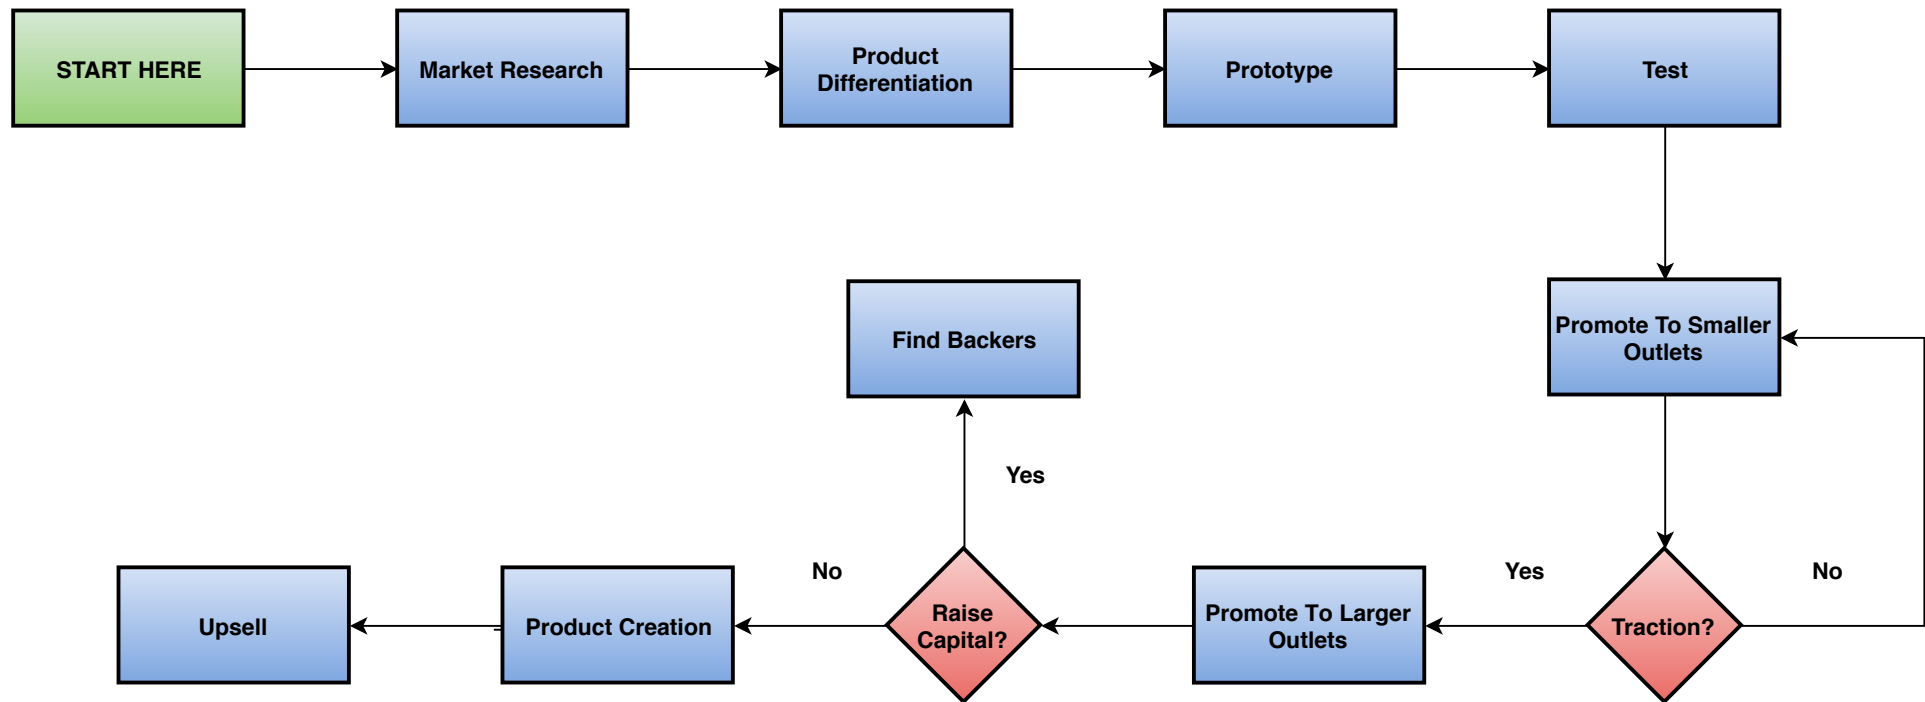 START HERE
Market Research
Product
Differentiation
Prototype
Test
Promote To Smaller
Outlets
Find Backers
Yes
No
Yes
No
Upsell
Product Creation
Raise
Capital?
Promote To Larger
Outlets
Traction?